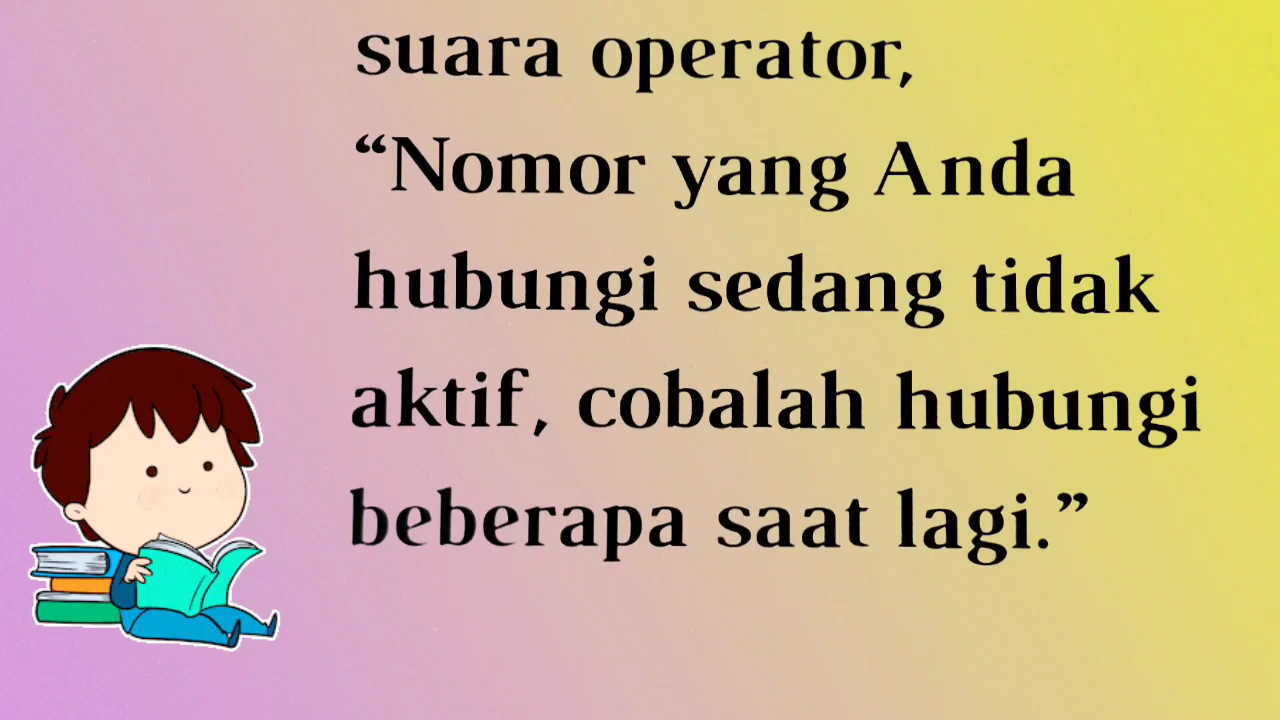 suara operator,
“Nomor yang Anda
hubungi sedang tidak
aktif, cobalah hubungi
beberapa saat lagi.”